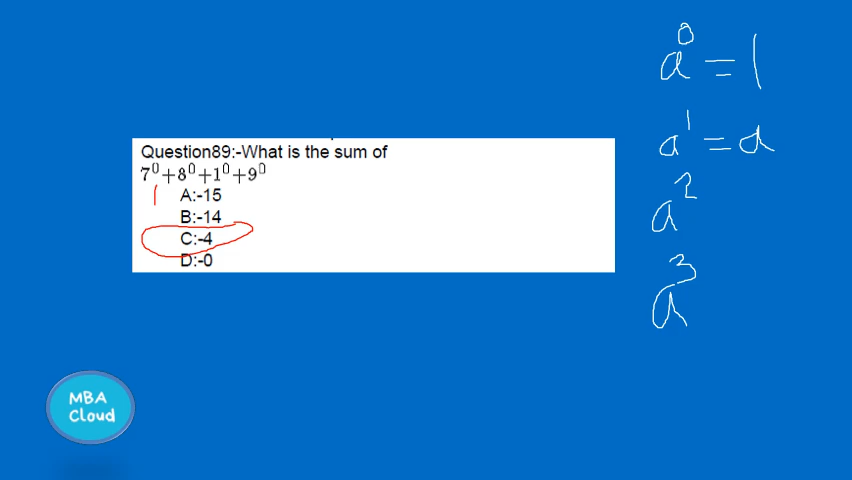 Question89:-What is the sum of
7⁰+8⁰+1⁰+9⁰
1
A:-15
B:-14
C:-4
D:-0
a⁰ = 1
a¹ = a
a²
a³
MBA
Cloud